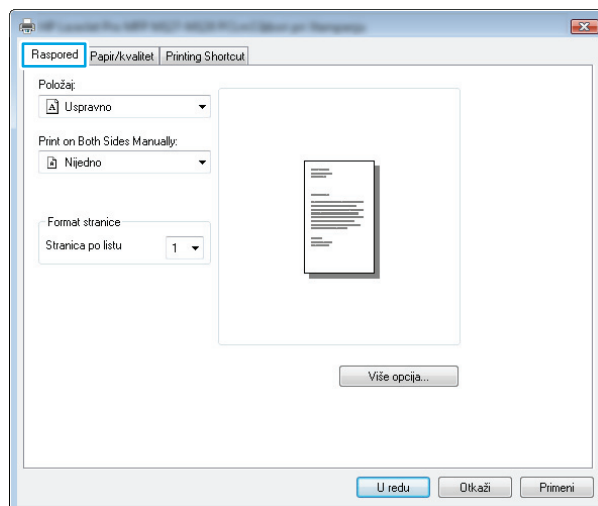 Raspored Papir/kvalitet Printing Shortcut
Položaj:
A Uspravno
Print on Both Sides Manually:
Nijedno
Format stranice
Stranica po listu 1
Više opcija...
U redu Otkaži Primeni